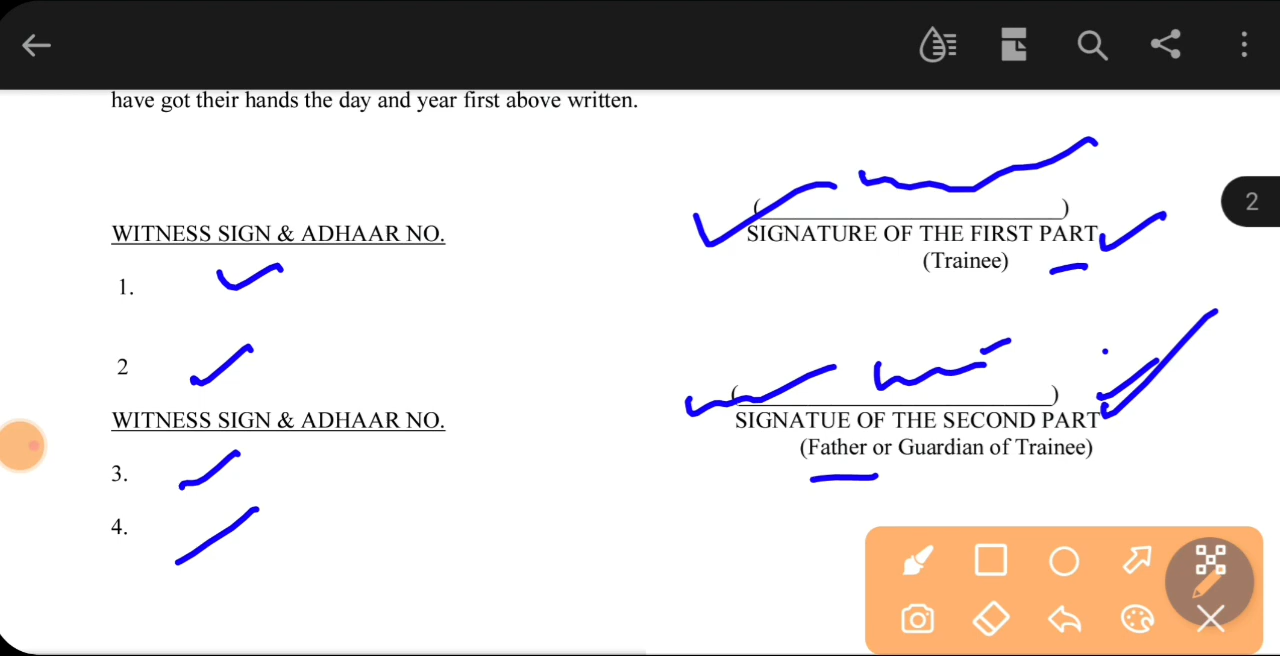 have got their hands the day and year first above written.
2
(____________________________)
WITNESS SIGN & ADHAAR NO.
SIGNATURE OF THE FIRST PART
(Trainee)
1.
2
(____________________________)
WITNESS SIGN & ADHAAR NO.
SIGNATUE OF THE SECOND PART
(Father or Guardian of Trainee)
3.
4.